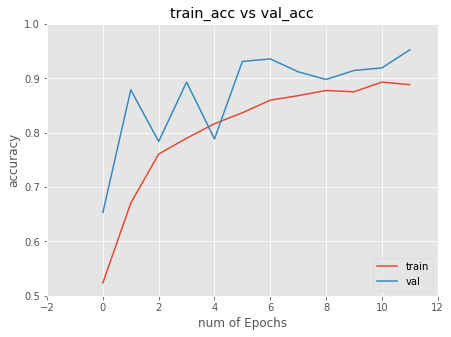 train_acc vs val_acc
1.0
0.9
0.8
0.7
0.6
0.5
accuracy
−2 0 2 4 6 8 10 12
num of Epochs
train
val